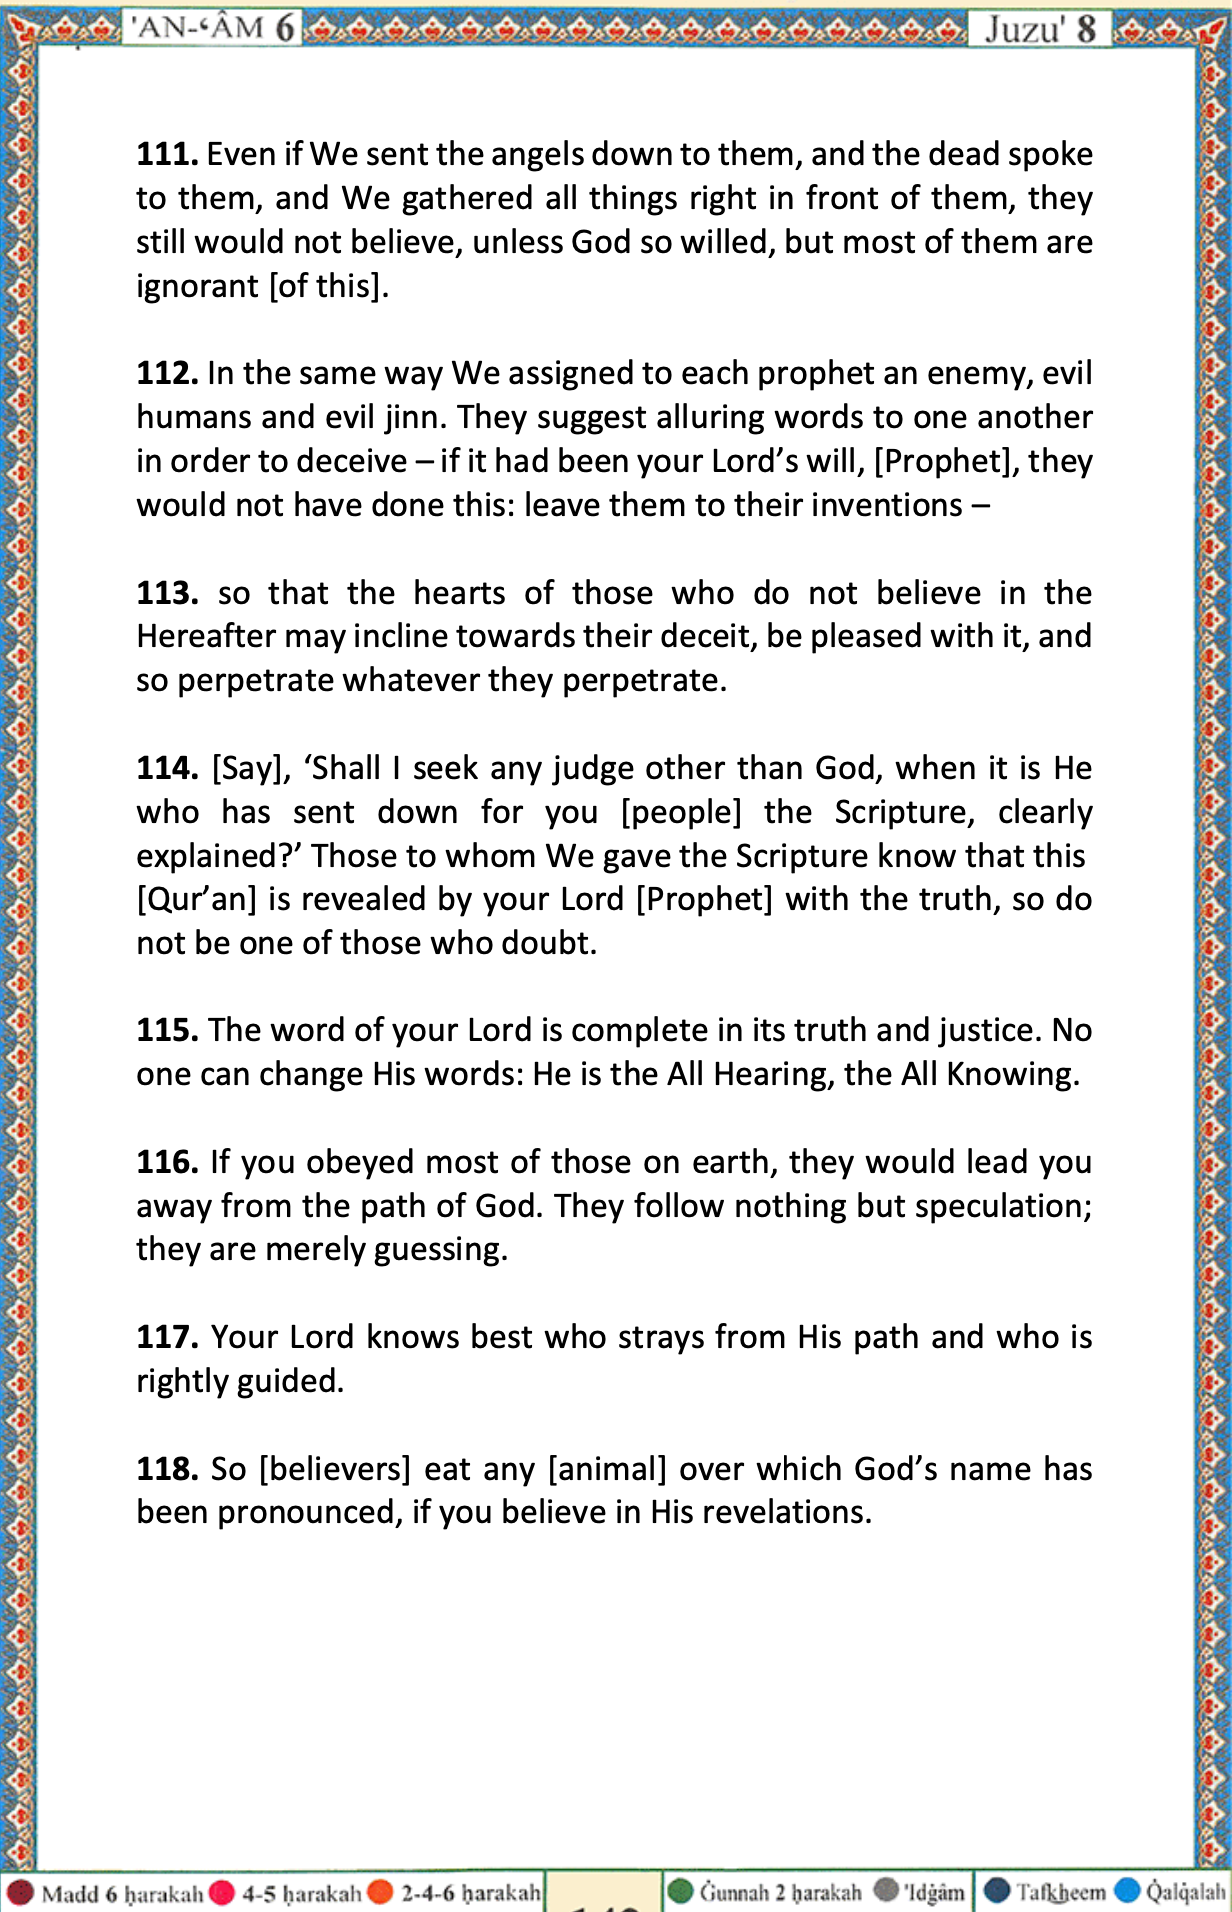 'AN-‘ÂM 6
Juzu' 8
111. Even if We sent the angels down to them, and the dead spoke
to them, and We gathered all things right in front of them, they
still would not believe, unless God so willed, but most of them are
ignorant [of this].
112. In the same way We assigned to each prophet an enemy, evil
humans and evil jinn. They suggest alluring words to one another
in order to deceive – if it had been your Lord’s will, [Prophet], they
would not have done this: leave them to their inventions –
113. so that the hearts of those who do not believe in the
Hereafter may incline towards their deceit, be pleased with it, and
so perpetrate whatever they perpetrate.
114. [Say], ‘Shall I seek any judge other than God, when it is He
who has sent down for you [people] the Scripture, clearly
explained?’ Those to whom We gave the Scripture know that this
[Qur’an] is revealed by your Lord [Prophet] with the truth, so do
not be one of those who doubt.
115. The word of your Lord is complete in its truth and justice. No
one can change His words: He is the All Hearing, the All Knowing.
116. If you obeyed most of those on earth, they would lead you
away from the path of God. They follow nothing but speculation;
they are merely guessing.
117. Your Lord knows best who strays from His path and who is
rightly guided.
118. So [believers] eat any [animal] over which God’s name has
been pronounced, if you believe in His revelations.
Madd 6 ḥarakah 4-5 ḥarakah 2-4-6 ḥarakah
Ġunnah 2 ḥarakah 'Idġâm Tafkheem Q̇alq̇alah